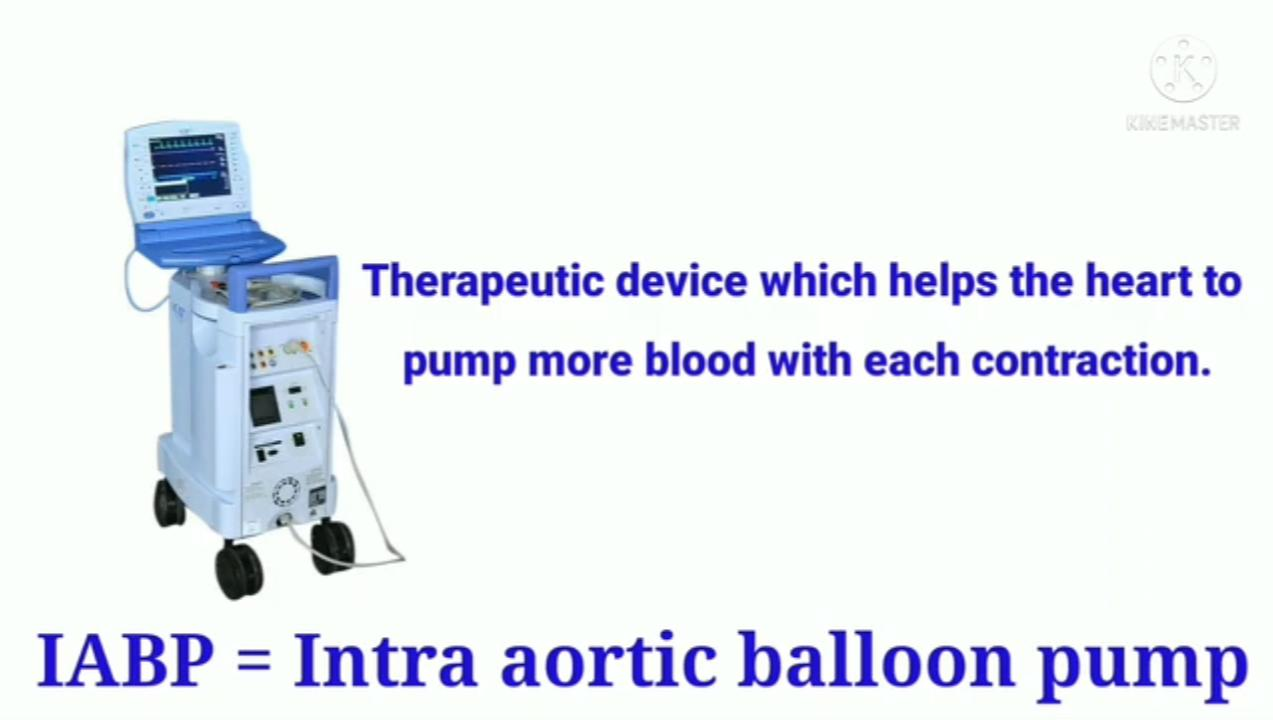 KINEMASTER
Therapeutic device which helps the heart to
pump more blood with each contraction.
IABP = Intra aortic balloon pump